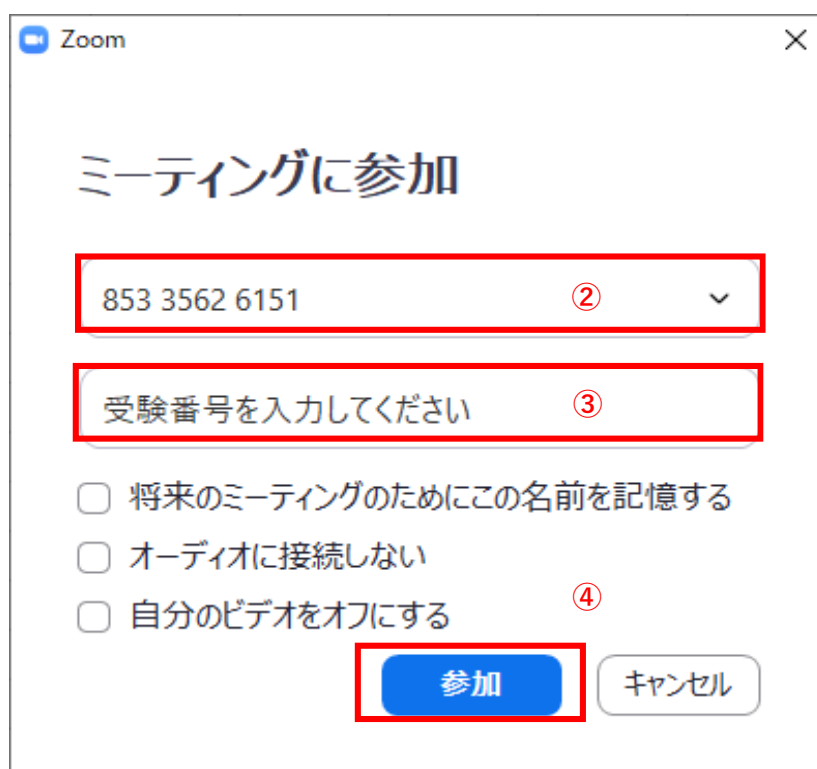 Zoom
ミーティングに参加
853 3562 6151 ②
受験番号を入力してください ③
将来のミーティングのためにこの名前を記憶する
オーディオに接続しない
自分のビデオをオフにする
④
参加 キャンセル